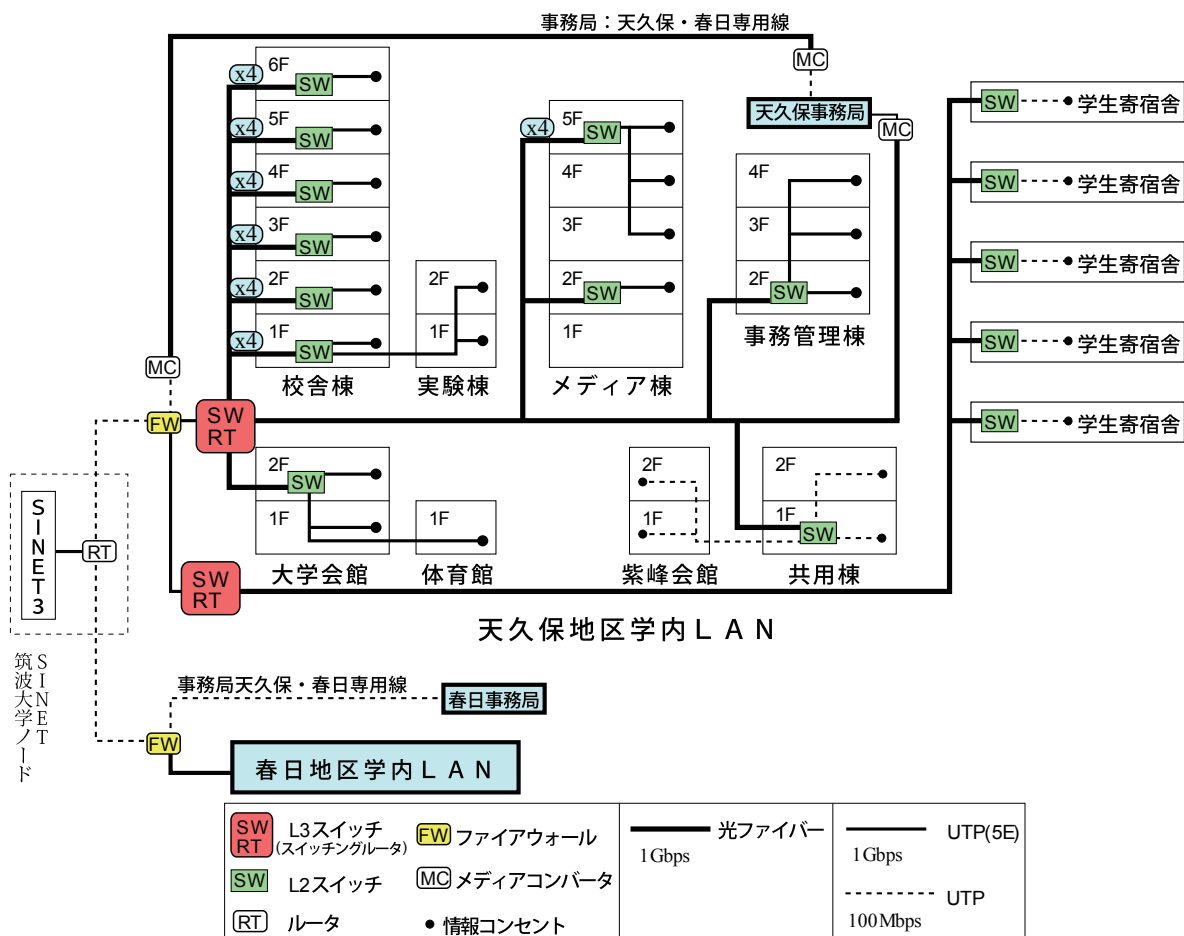 事務局：天久保・春日専用線
MC
天久保事務局
MC
x4
6F
SW
x4
5F
SW
x4
4F
SW
x4
3F
SW
x4
2F
SW
x4
1F
SW
校舎棟
2F
1F
実験棟
x4
5F
SW
4F
3F
2F
SW
1F
メディア棟
4F
3F
2F
SW
事務管理棟
SW
学生寄宿舎
SW
学生寄宿舎
SW
学生寄宿舎
SW
学生寄宿舎
SW
学生寄宿舎
MC
FW
SW
RT
2F
SW
1F
大学会館
1F
体育館
2F
1F
紫峰会館
2F
1F
SW
共用棟
SINET3
RT
SW
RT
天久保地区学内LAN
SINET
筑波大学ノード
事務局天久保・春日専用線
春日事務局
FW
春日地区学内LAN
SW
RT
L3スイッチ
(スイッチングルータ)
FW
ファイアウォール
SW
L2スイッチ
MC
メディアコンバータ
RT
ルータ
情報コンセント
光ファイバー
1Gbps
UTP(5E)
1Gbps
UTP
100Mbps